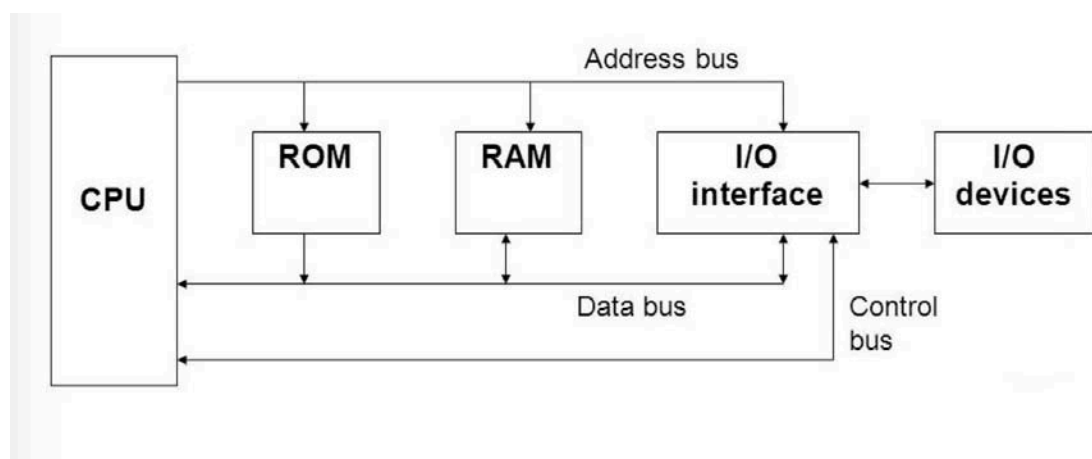 Address bus
CPU
ROM
RAM
I/O
interface
I/O
devices
Data bus
Control
bus